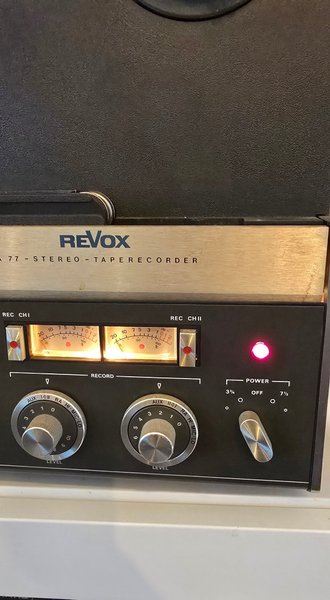 REVOX
77 - STEREO - TAPERECORDER
REC CH I
REC CH II
RECORD
POWER
3¾ OFF 7½
LEVEL
LEVEL